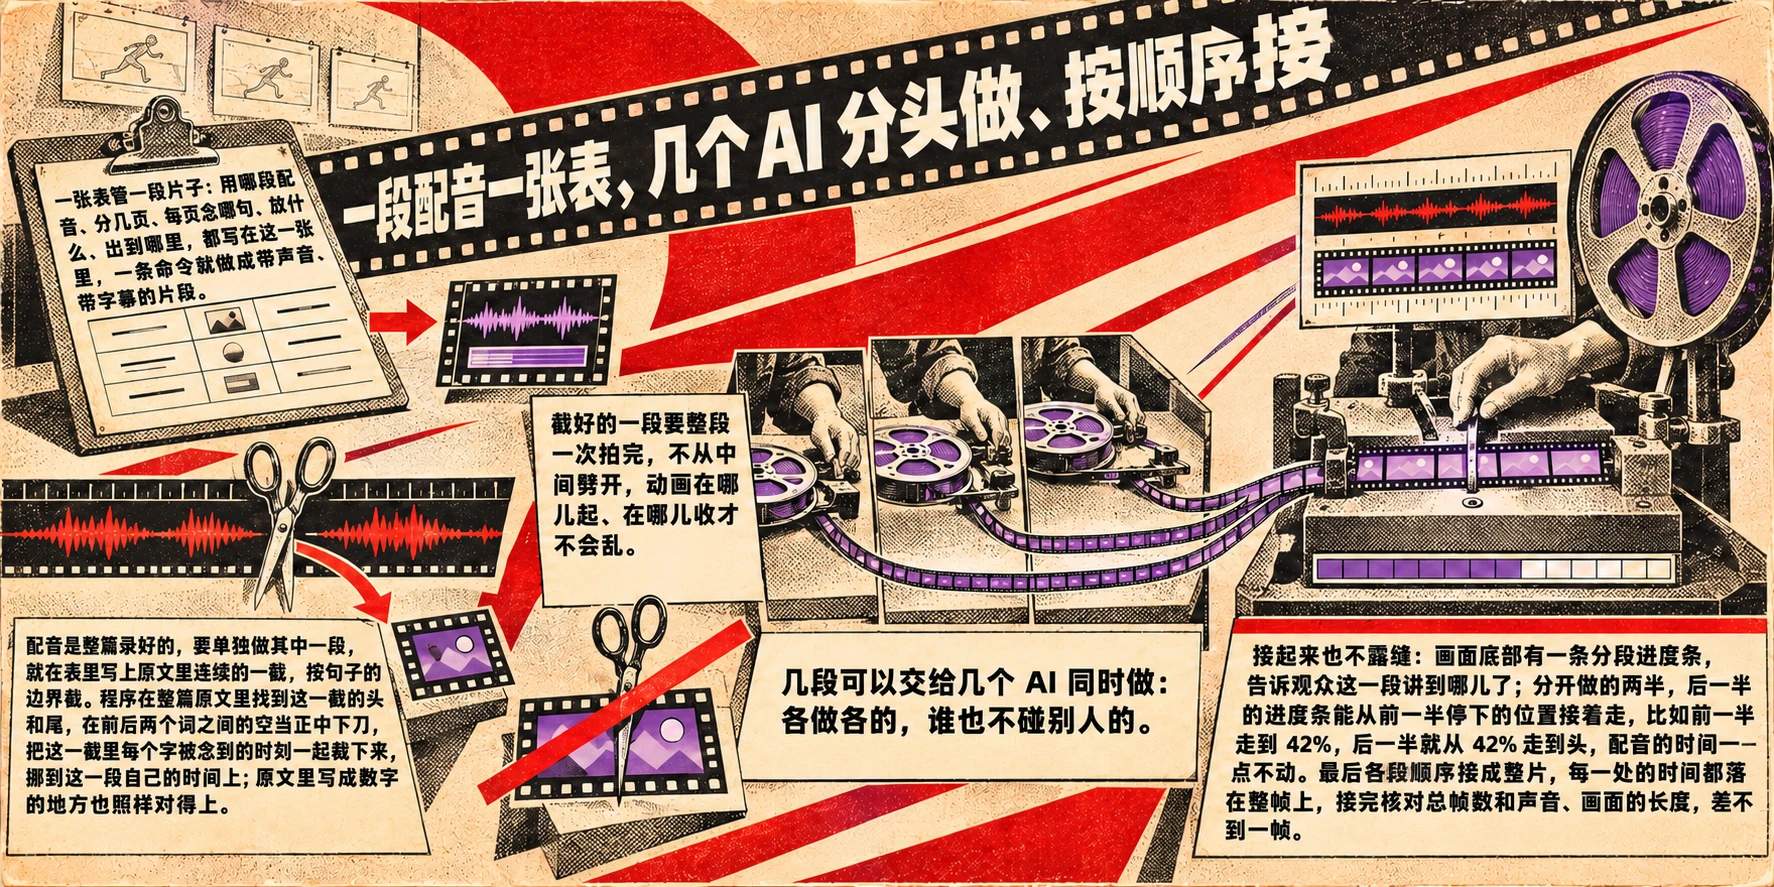 一段配音一张表，几个 AI 分头做、按顺序接
一张表管一段片子：用哪段配
音、分几页、每页念哪句、放什
么、出到哪里，都写在这一张
里，一条命令就做成带声音、
带字幕的片段。
截好的一段要整段
一次拍完，不从中
间劈开，动画在哪
儿起、在哪儿收才
不会乱。
配音是整篇录好的，要单独做其中一段，
就在表里写上原文里连续的一截，按句子的
边界截。程序在整篇原文里找到这一截的头
和尾，在前后两个词之间的空当正中下刀，
把这一截里每个字被念到的时刻一起裁下来，
挪到这一段自己的时间上；原文里写成数字
的地方也照样对得上。
几段可以交给几个 AI 同时做：
各做各的，谁也不碰别人的。
接起来也不露缝：画面底部有一条分段进度条，
告诉观众这一段讲到哪儿了；分开做的两半，后一半
的进度条能从前一半停下的位置接着走，比如前一半
走到 42%，后一半就从 42% 走到头，配音的时间一
点不动。最后各段顺序接成整片，每一处的时间都落
在整帧上，接完核对总帧数和声音、画面的长度，差不
到一帧。